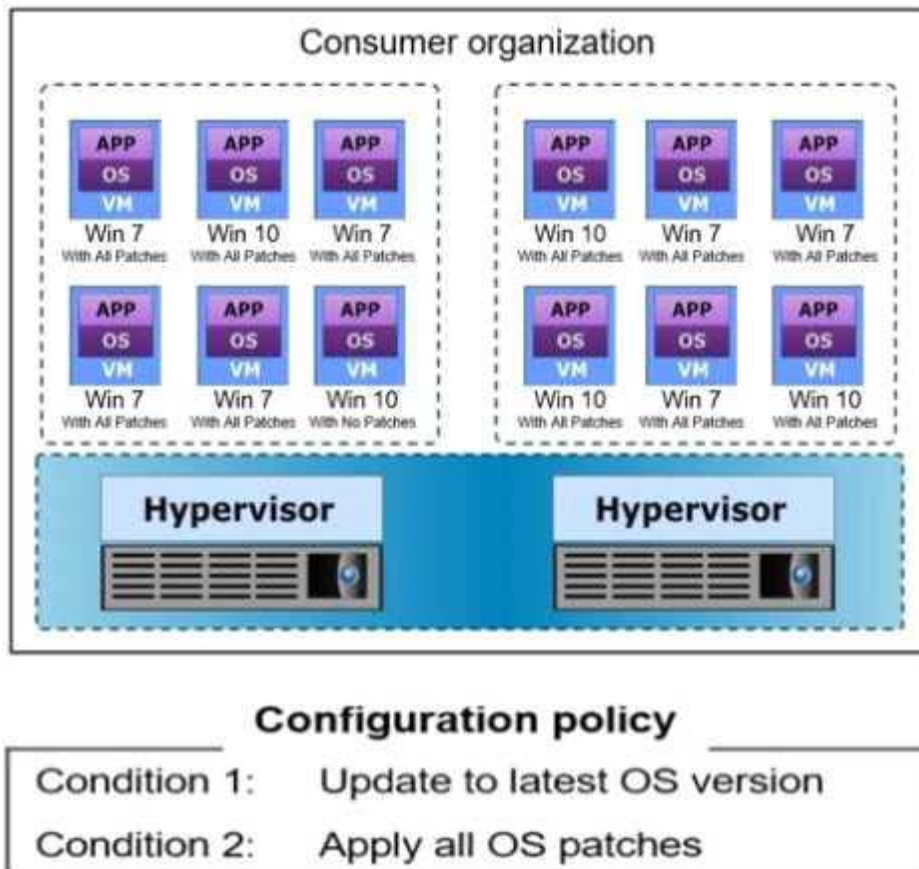 Consumer organization
APP APP APP APP APP APP
OS OS OS OS OS OS
VM VM VM VM VM VM
Win 7 Win 10 Win 7 Win 10 Win 7 Win 7
With All Patches With All Patches With All Patches With All Patches With All Patches With All Patches
APP APP APP APP APP APP
OS OS OS OS OS OS
VM VM VM VM VM VM
Win 7 Win 7 Win 10 Win 10 Win 7 Win 10
With All Patches With All Patches With No Patches With All Patches With All Patches With All Patches
Hypervisor Hypervisor
Configuration policy
Condition 1: Update to latest OS version
Condition 2: Apply all OS patches